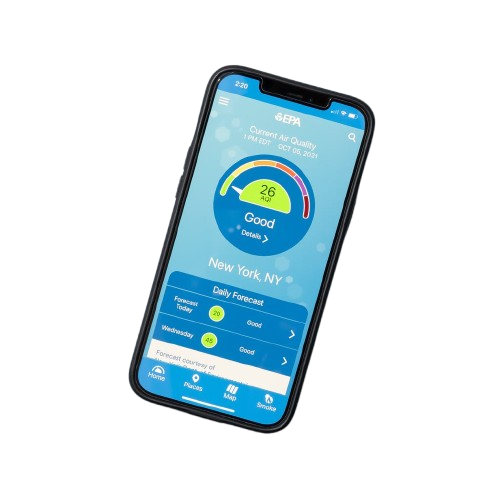 2:20
EPA
Current Air Quality
1 PM EDT OCT 05, 2021
26
AQI
Good
Details
New York, NY
Daily Forecast
Forecast Today
29
Good
Wednesday
45
Good
Forecast courtesy of
Home
Places
Map
Smoke